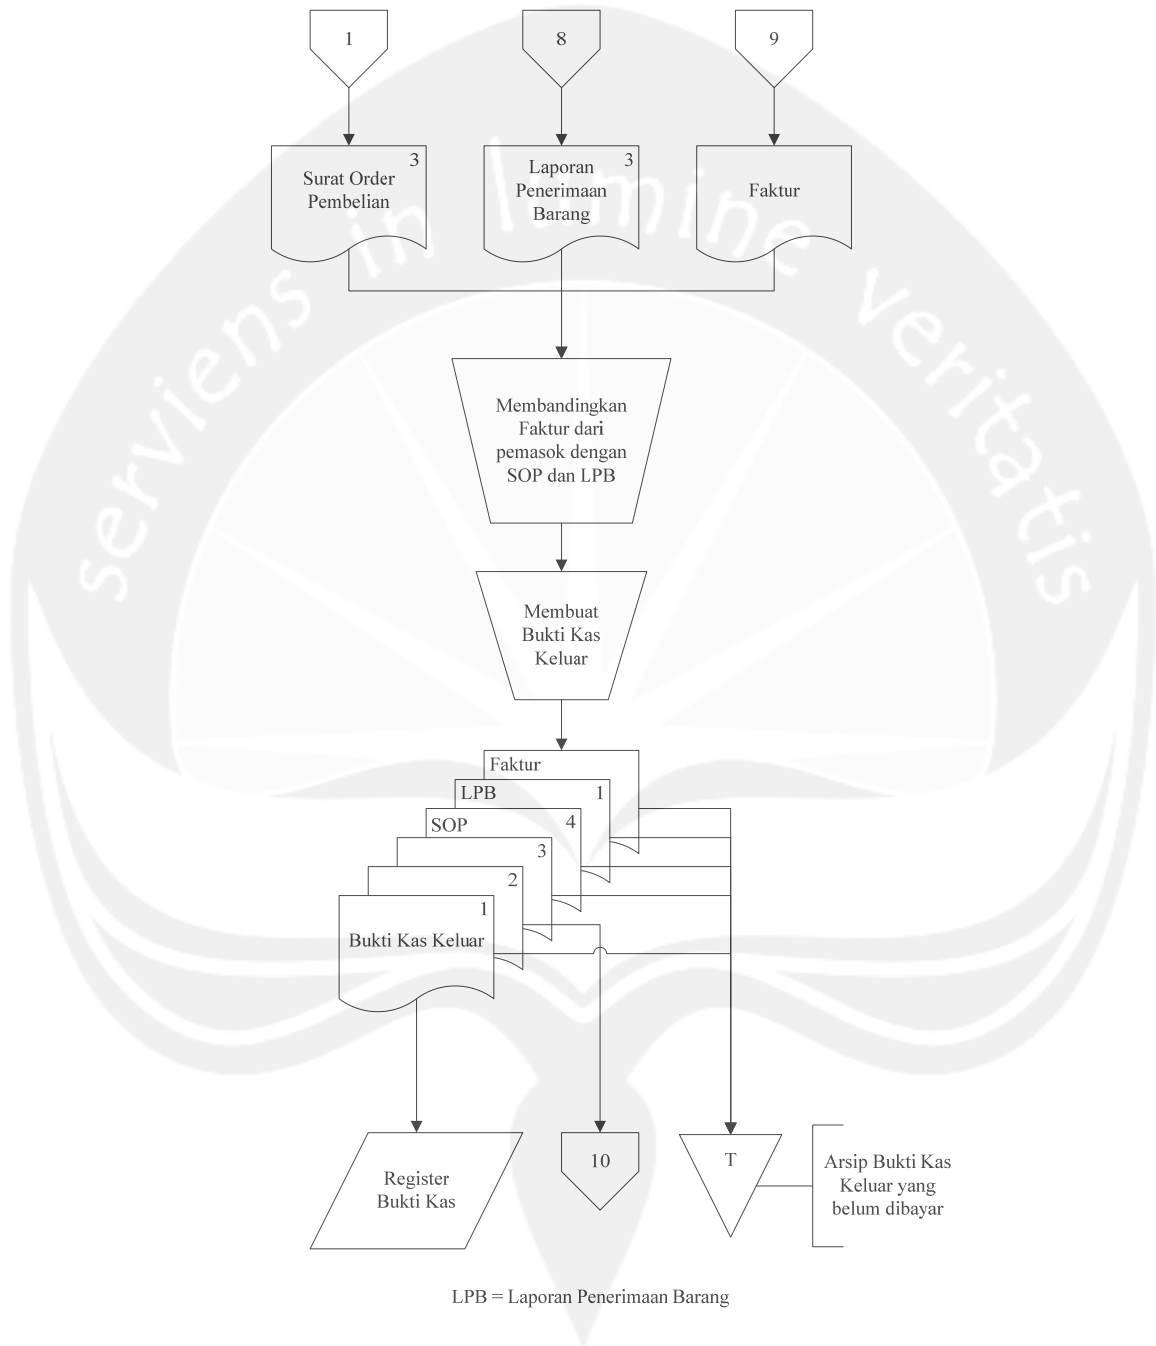 1
8
9
3
Surat Order
Pembelian
3
Laporan
Penerimaan
Barang
Faktur
serviens in lumine veritatis
Membandingkan
Faktur dari
pemasok dengan
SOP dan LPB
Membuat
Bukti Kas
Keluar
Faktur
LPB 1
SOP 4
3
2
1
Bukti Kas Keluar
Register
Bukti Kas
10
T
Arsip Bukti Kas
Keluar yang
belum dibayar
LPB = Laporan Penerimaan Barang